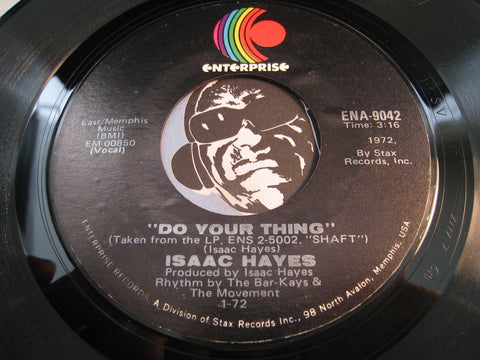 ENTERPRISE
East/Memphis
Music
(BMI)
EM-00850
(Vocal)
ENA-9042
Time: 3:16
1972,
By Stax
Records, Inc.
"DO YOUR THING"
(Taken from the LP, ENS 2-5002, "SHAFT")
(Isaac Hayes)
ISAAC HAYES
Produced by Isaac Hayes
Rhythm by The Bar-Kays &
The Movement
1-72
ENTERPRISE RECORDS, A Division of Stax Records Inc., 98 North Avalon, Memphis, USA